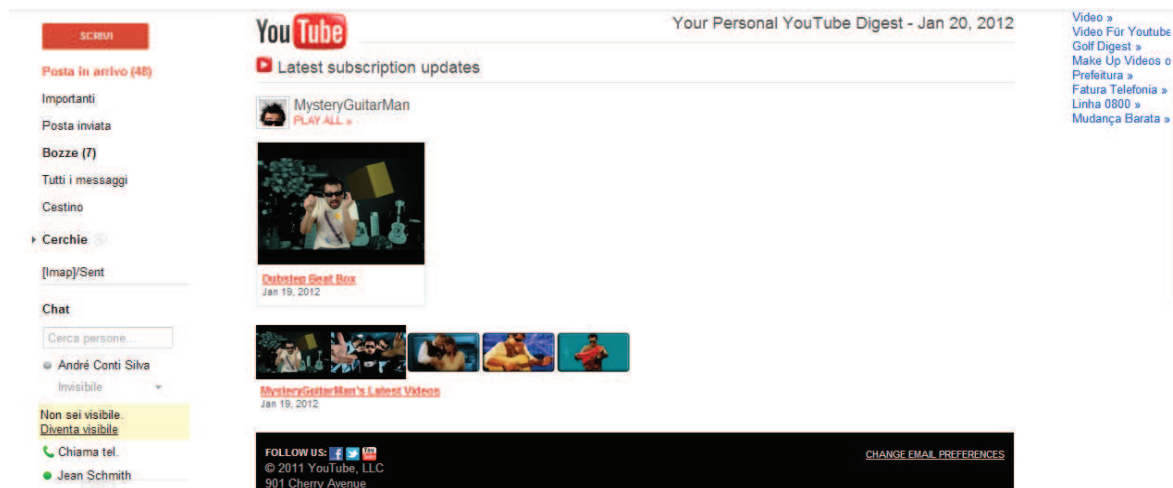 SCRIVI
Posta in arrivo (48)
Importanti
Posta inviata
Bozze (7)
Tutti i messaggi
Cestino
Cerchie
[Imap]/Sent
Chat
Cerca persone...
André Conti Silva
Invisibile
Non sei visibile.
Diventa visibile
Chiama tel.
Jean Schmith
YouTube
Your Personal YouTube Digest - Jan 20, 2012
Latest subscription updates
MysteryGuitarMan
PLAY ALL »
Dubstep Beat Box
Jan 19, 2012
MysteryGuitarMan's Latest Videos
Jan 19, 2012
FOLLOW US:
You
CHANGE EMAIL PREFERENCES
© 2011 YouTube, LLC
901 Cherry Avenue
Video »
Video Für Youtube
Golf Digest »
Make Up Videos o
Prefeitura »
Fatura Telefonia »
Linha 0800 »
Mudança Barata »